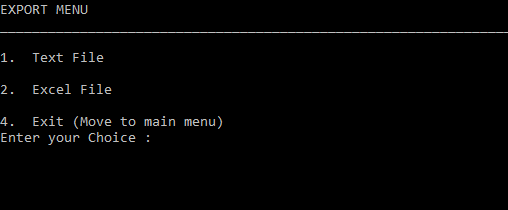 EXPORT MENU
1.  Text File
2.  Excel File
4.  Exit (Move to main menu)
Enter your Choice :